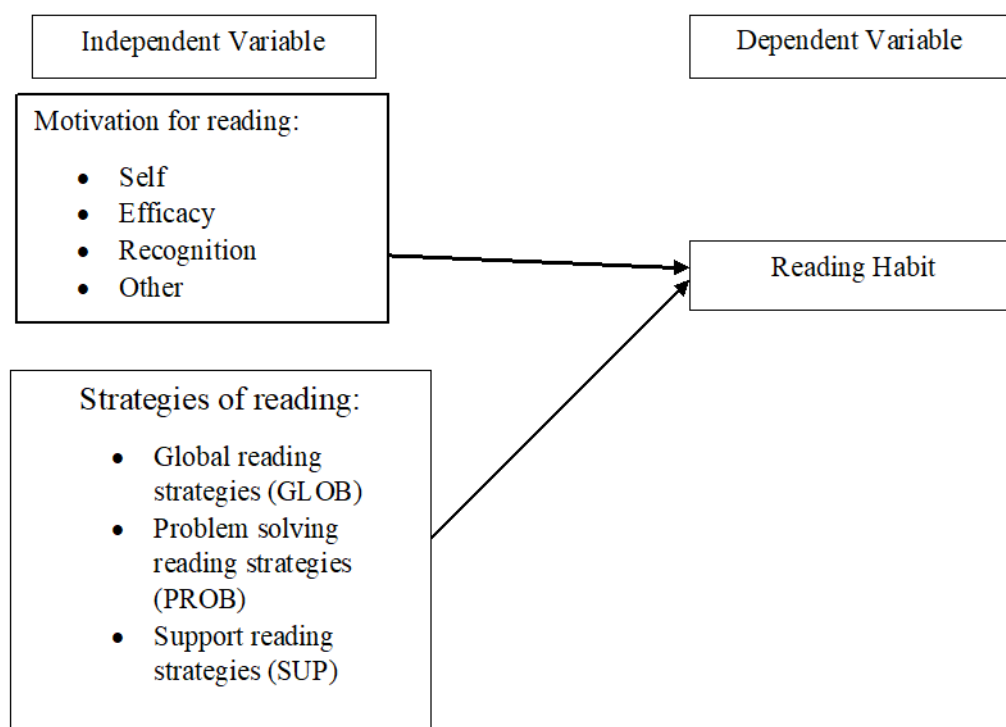 Independent Variable
Dependent Variable
Motivation for reading:
• Self
• Efficacy
• Recognition
• Other
Reading Habit
Strategies of reading:
• Global reading
strategies (GLOB)
• Problem solving
reading strategies
(PROB)
• Support reading
strategies (SUP)